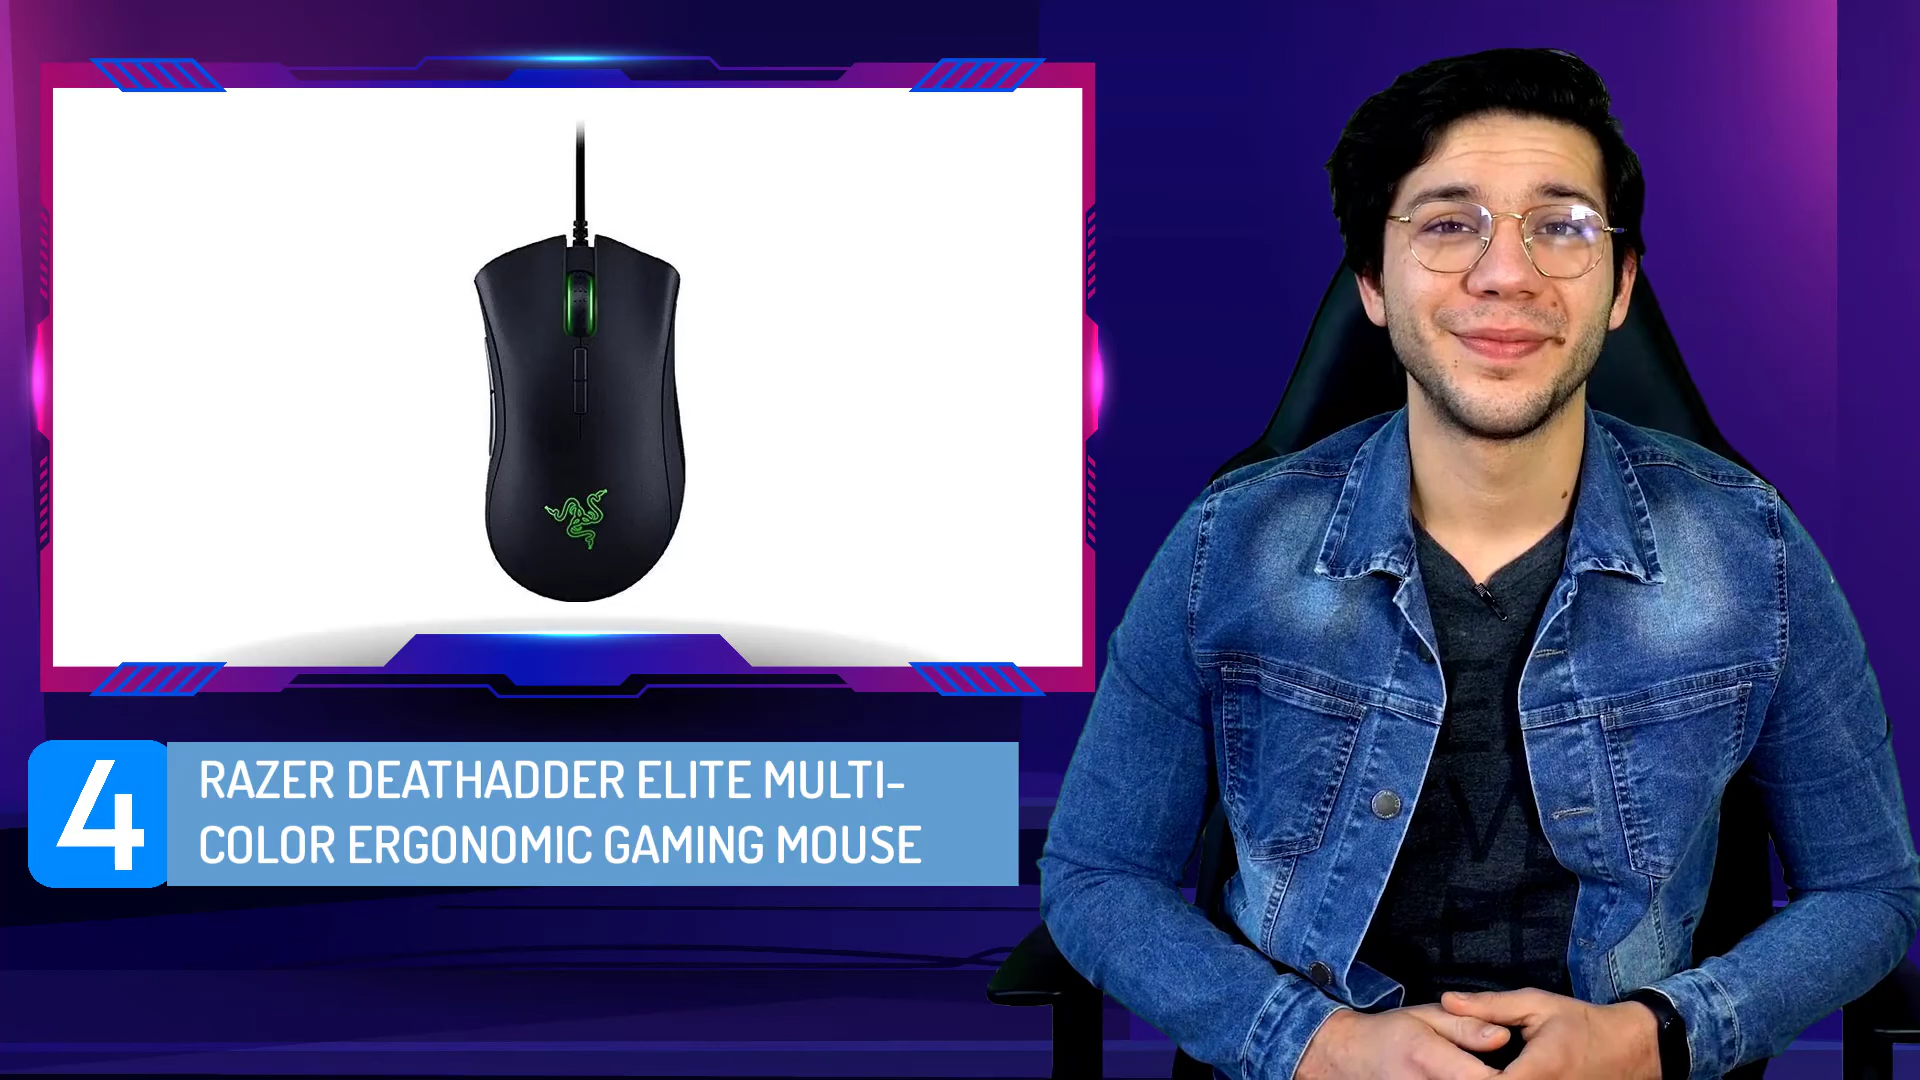 4
RAZER DEATHADDER ELITE MULTI-
COLOR ERGONOMIC GAMING MOUSE